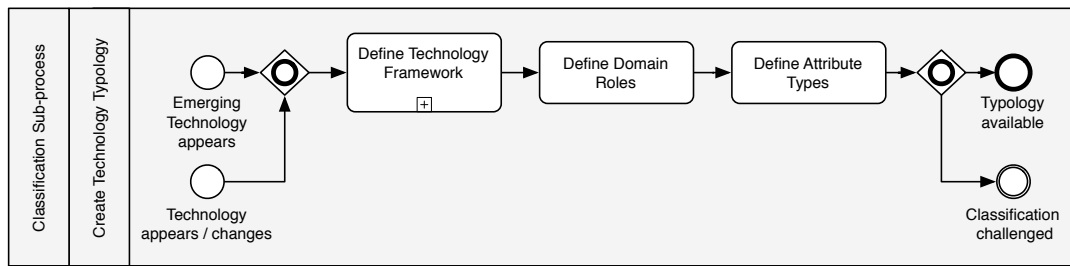 Classification Sub-process
Create Technology Typology
Emerging
Technology
appears
Technology
appears / changes
Define Technology
Framework
+
Define Domain
Roles
Define Attribute
Types
Typology
available
Classification
challenged